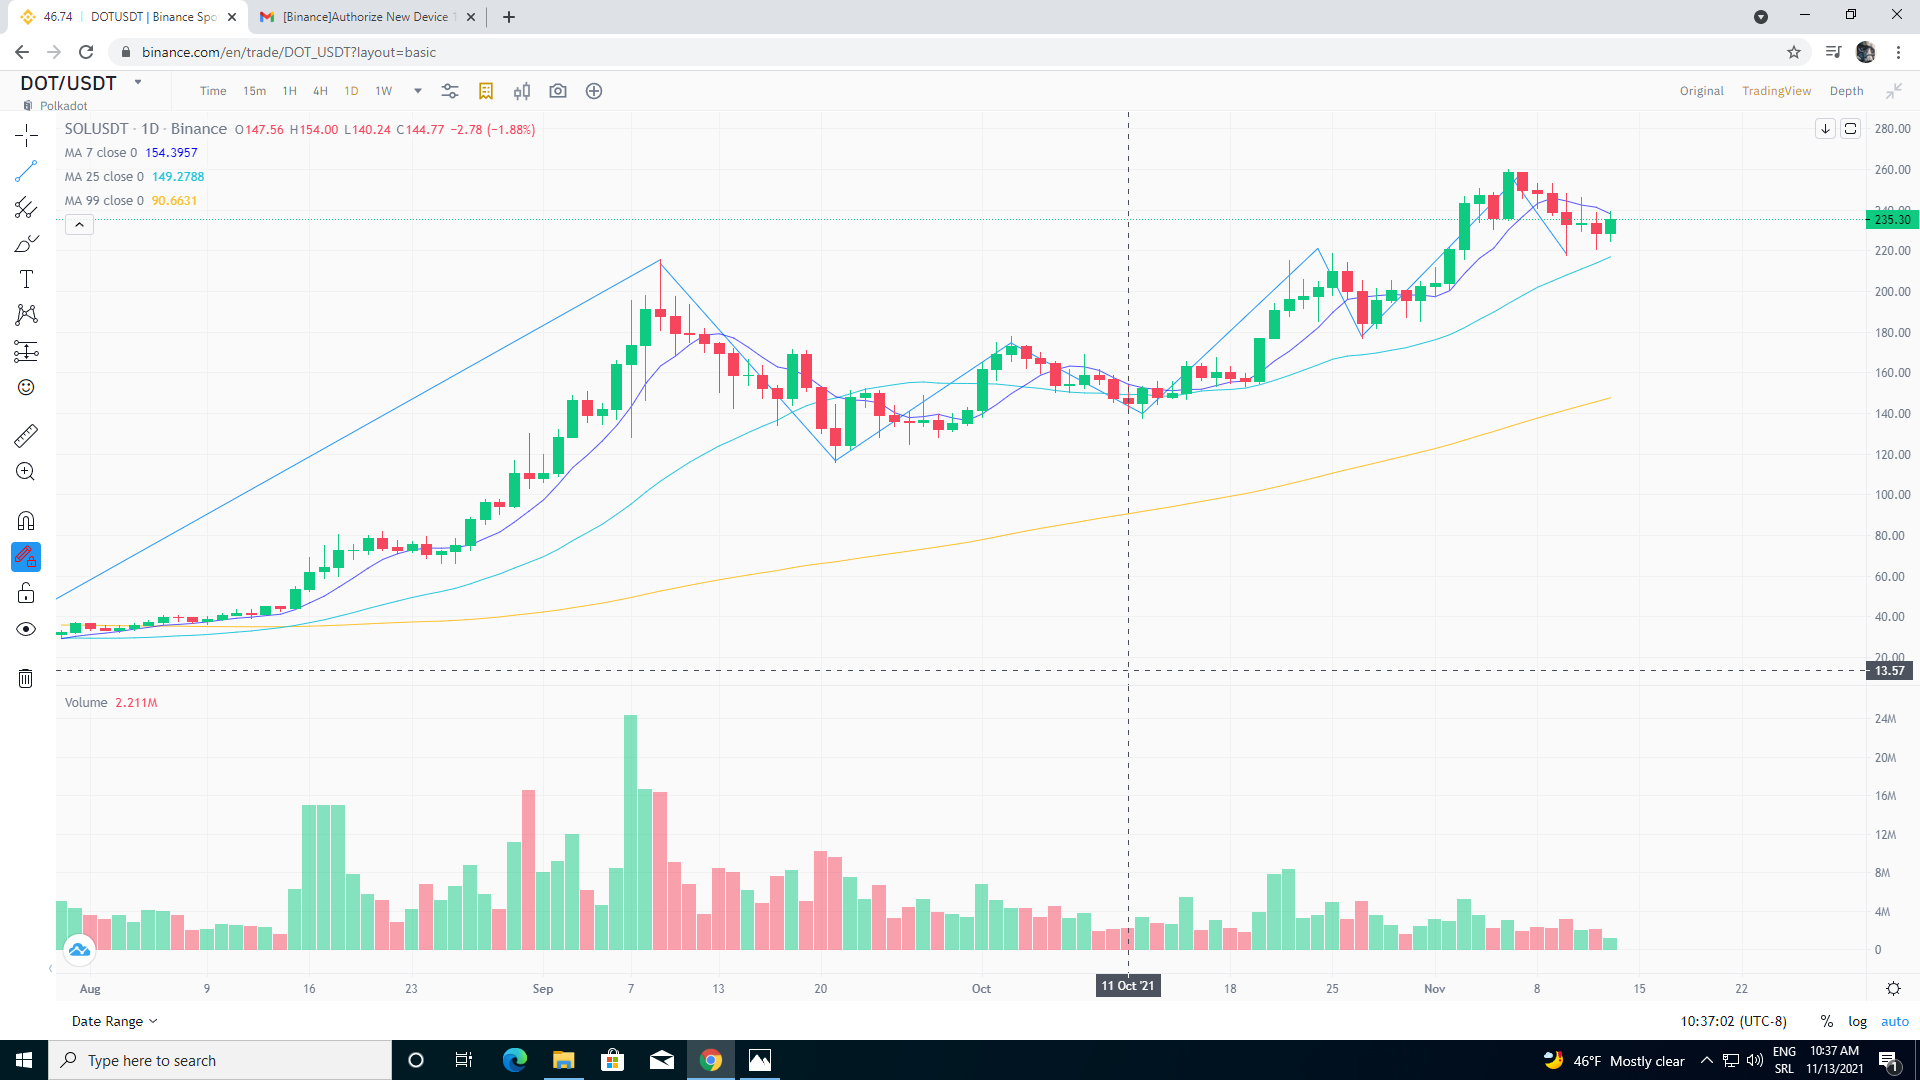 46.74 | DOTUSDT | Binance Spo
[Binance]Authorize New Device
binance.com/en/trade/DOT_USDT?layout=basic
DOT/USDT
Polkadot
Time 15m 1H 4H 1D 1W
Original TradingView Depth
SOLUSDT · 1D · Binance O147.56 H154.00 L140.24 C144.77 −2.78 (−1.88%)
MA 7 close 0 154.3957
MA 25 close 0 149.2788
MA 99 close 0 90.6631
280.00
260.00
240.00
235.30
220.00
200.00
180.00
160.00
140.00
120.00
100.00
80.00
60.00
40.00
20.00
13.57
Volume 2.211M
24M
20M
16M
12M
8M
4M
0
Aug 9 16 23 Sep 7 13 20 Oct 11 Oct '21 18 25 Nov 8 15 22
Date Range
10:37:02 (UTC-8) % log auto
Type here to search
46°F Mostly clear
ENG
SRL
10:37 AM
11/13/2021
1